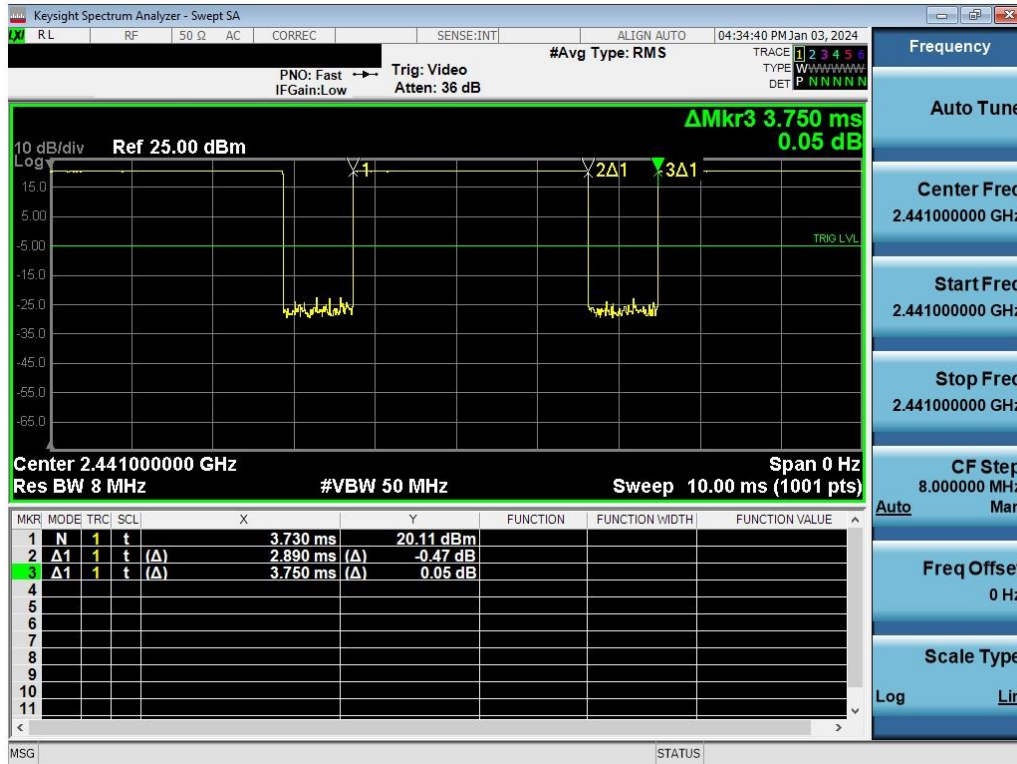 Keysight Spectrum Analyzer - Swept SA
LXI RL RF 50 Ω AC CORREC SENSE:INT ALIGN AUTO 04:34:40 PM Jan 03, 2024
#Avg Type: RMS TRACE 1 2 3 4 5 6
PNO: Fast Trig: Video TYPE WWWWWW
IFGain:Low Atten: 36 dB DET P N N N N N
ΔMkr3 3.750 ms
0.05 dB
10 dB/div Ref 25.00 dBm
Log
1 2Δ1 3Δ1
15.0
5.00
-5.00 TRIG LVL
-15.0
-25.0
-35.0
-45.0
-55.0
-65.0
Center 2.441000000 GHz Span 0 Hz
Res BW 8 MHz #VBW 50 MHz Sweep 10.00 ms (1001 pts)
MKR MODE TRC SCL X Y FUNCTION FUNCTION WIDTH FUNCTION VALUE
1 N 1 t 3.730 ms 20.11 dBm
2 Δ1 1 t (Δ) 2.890 ms (Δ) -0.47 dB
3 Δ1 1 t (Δ) 3.750 ms (Δ) 0.05 dB
4
5
6
7
8
9
10
11
MSG STATUS
Frequency
Auto Tune
Center Freq
2.441000000 GHz
Start Freq
2.441000000 GHz
Stop Freq
2.441000000 GHz
CF Step
8.000000 MHz
Auto Man
Freq Offset
0 Hz
Scale Type
Log Lin